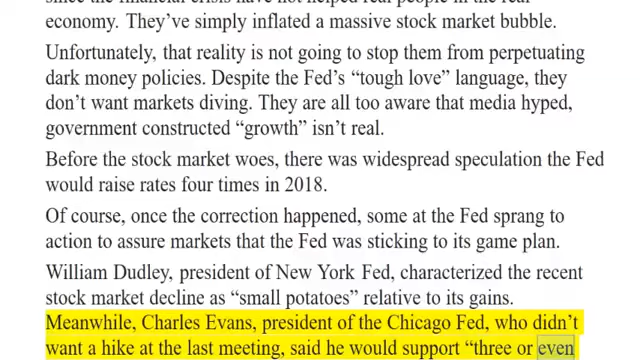 since the financial crisis have not helped real people in the real
economy. They've simply inflated a massive stock market bubble.
Unfortunately, that reality is not going to stop them from perpetuating
dark money policies. Despite the Fed's “tough love” language, they
don't want markets diving. They are all too aware that media hyped,
government constructed “growth” isn't real.
Before the stock market woes, there was widespread speculation the Fed
would raise rates four times in 2018.
Of course, once the correction happened, some at the Fed sprang to
action to assure markets that the Fed was sticking to its game plan.
William Dudley, president of New York Fed, characterized the recent
stock market decline as “small potatoes” relative to its gains.
Meanwhile, Charles Evans, president of the Chicago Fed, who didn't
want a hike at the last meeting, said he would support “three or even